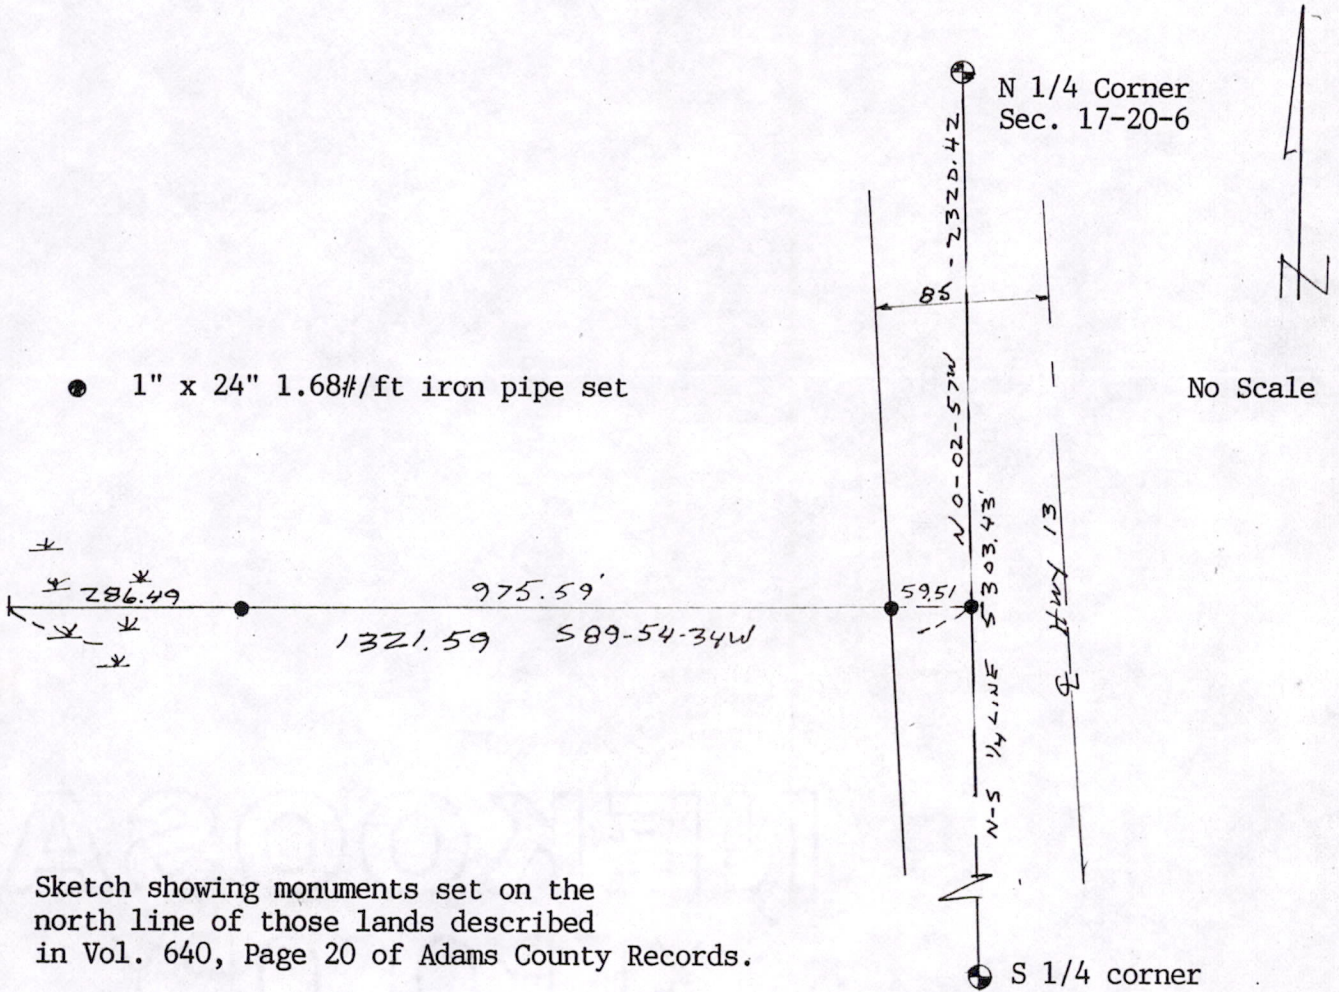 N 1/4 Corner
Sec. 17-20-6
N 0-02-57W - 2320.42
85
1" x 24" 1.68#/ft iron pipe set
No Scale
N
N-S 1/4 LINE 5303.43'
Hwy 13
286.49
975.59'
59.51
1321.59 S89-54-34W
Sketch showing monuments set on the
north line of those lands described
in Vol. 640, Page 20 of Adams County Records.
S 1/4 corner